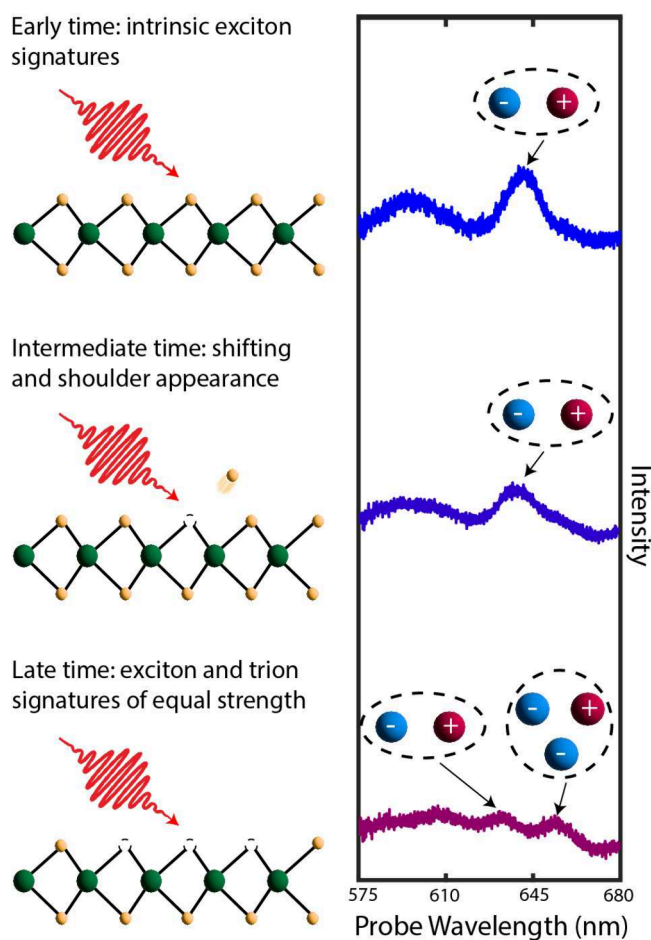 Early time: intrinsic exciton
signatures
- +
Intermediate time: shifting
and shoulder appearance
- +
Intensity
Late time: exciton and trion
signatures of equal strength
- +
- +
-
575 610 645 680
Probe Wavelength (nm)